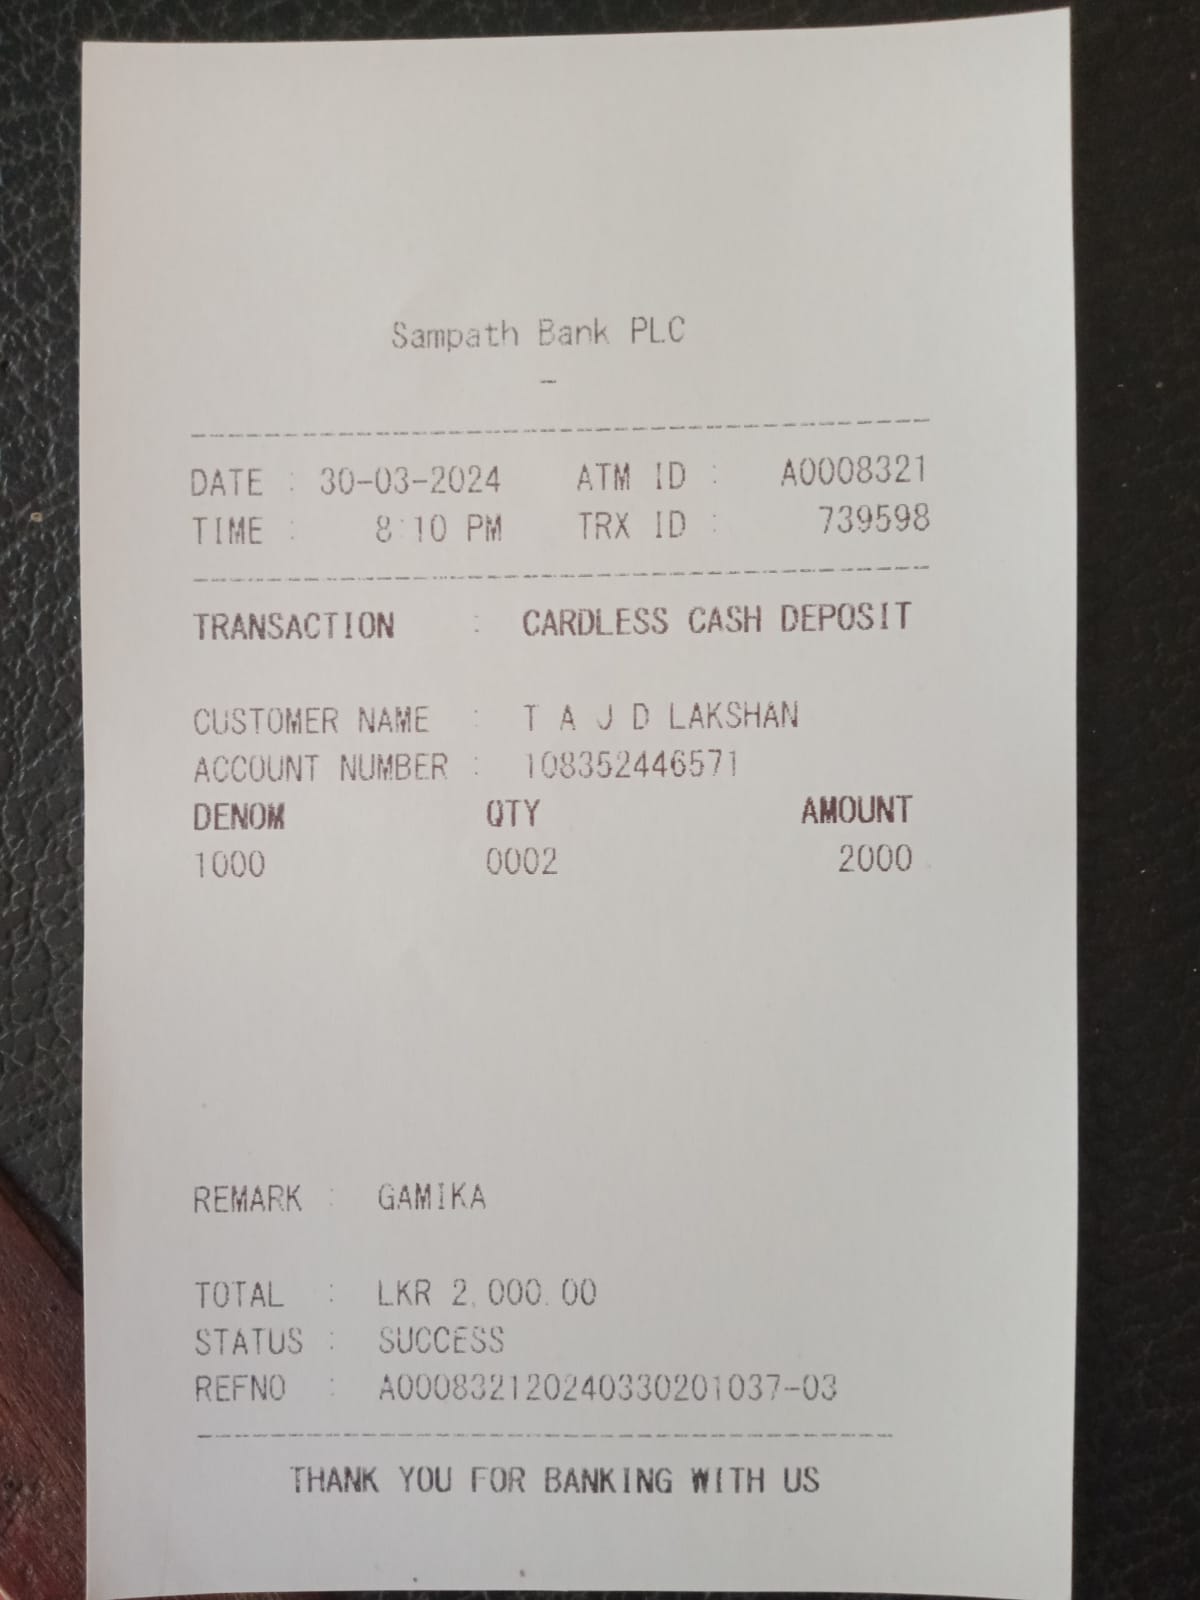 Sampath Bank PLC
-
DATE : 30-03-2024 ATM ID : A0008321
TIME : 8:10 PM TRX ID : 739598
TRANSACTION : CARDLESS CASH DEPOSIT
CUSTOMER NAME : T A J D LAKSHAN
ACCOUNT NUMBER : 108352446571
DENOM QTY AMOUNT
1000 0002 2000
REMARK : GAMIKA
TOTAL : LKR 2,000.00
STATUS : SUCCESS
REFNO : A000832120240330201037-03
THANK YOU FOR BANKING WITH US